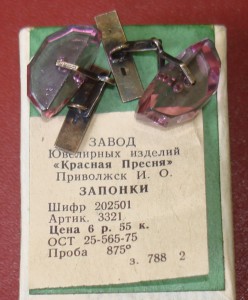 ЗАВОД
Ювелирных изделий
«Красная Пресня»
Приволжск И. О.
ЗАПОНКИ
Шифр 202501
Артик. 3321
Цена 6 р. 55 к.
ОСТ 25-565-75
Проба 875°
з. 788 2